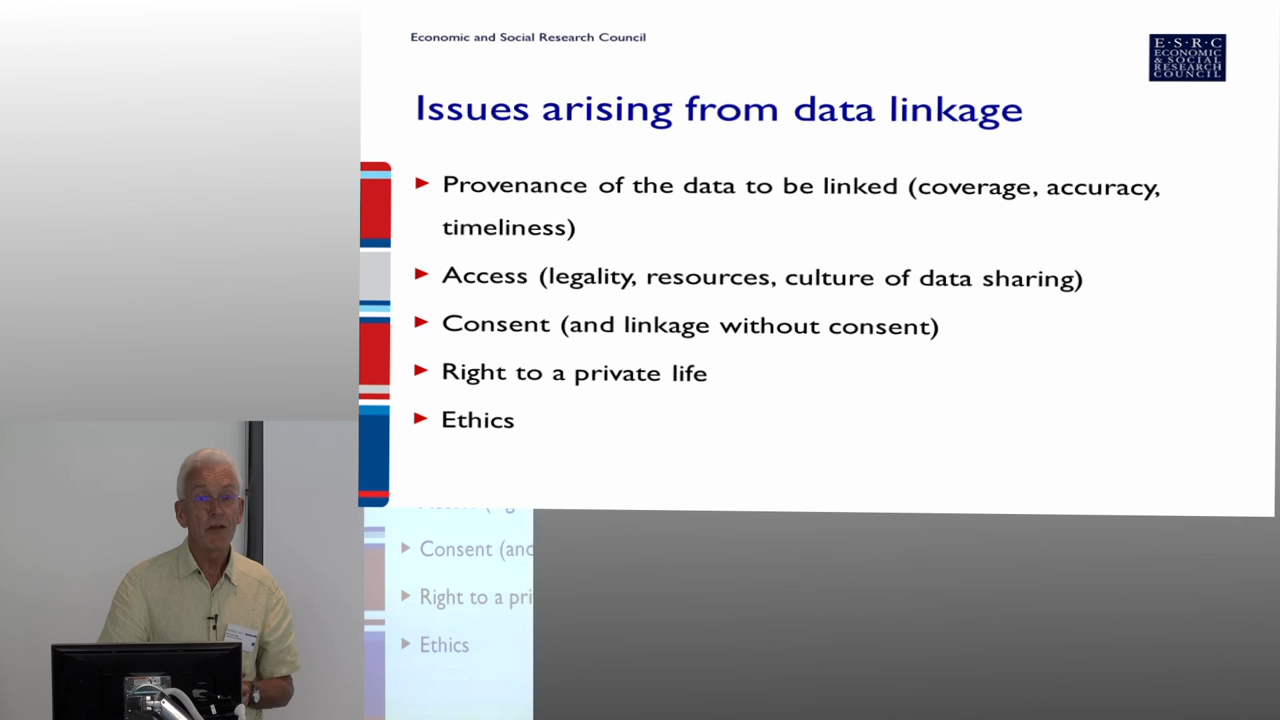 Economic and Social Research Council
E·S·R·C
ECONOMIC
& SOCIAL
RESEARCH
COUNCIL
Issues arising from data linkage
Provenance of the data to be linked (coverage, accuracy,
timeliness)
Access (legality, resources, culture of data sharing)
Consent (and linkage without consent)
Right to a private life
Ethics
Consent (and
Right to a pri
Ethics